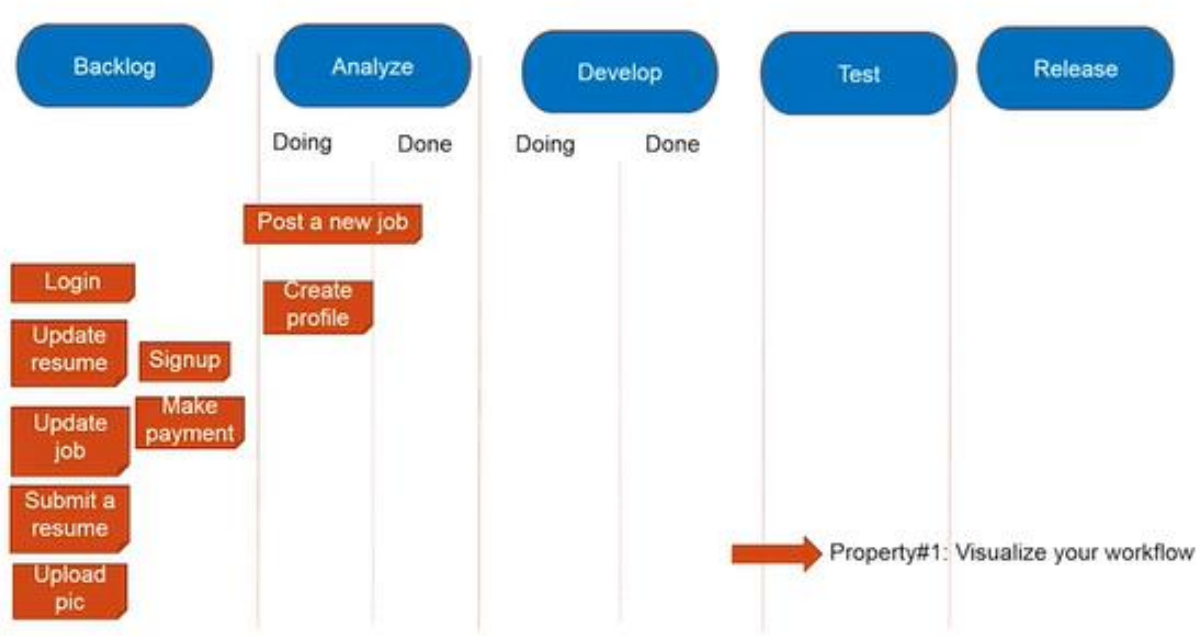 Backlog
Analyze
Develop
Test
Release
Doing
Done
Doing
Done
Post a new job
Login
Create
profile
Update
resume
Signup
Make
payment
Update
job
Submit a
resume
Upload
pic
Property#1: Visualize your workflow